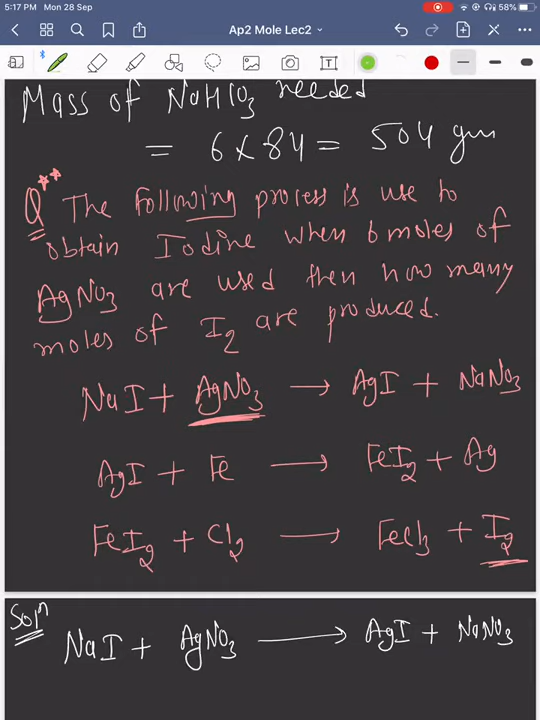 5:17 PM Mon 28 Sep
58%
Ap2 Mole Lec2
T
Mass of NaHCO3 needed
= 6 x 84 = 504 gm
Q** The following process is use to
obtain Iodine when 6 moles of
AgNO3 are used then how many
moles of I2 are produced.
NaI + AgNO3 → AgI + NaNO3
AgI + Fe → FeI2 + Ag
FeI2 + Cl2 → FeCl3 + I2
Soln
NaI + AgNO3 → AgI + NaNO3